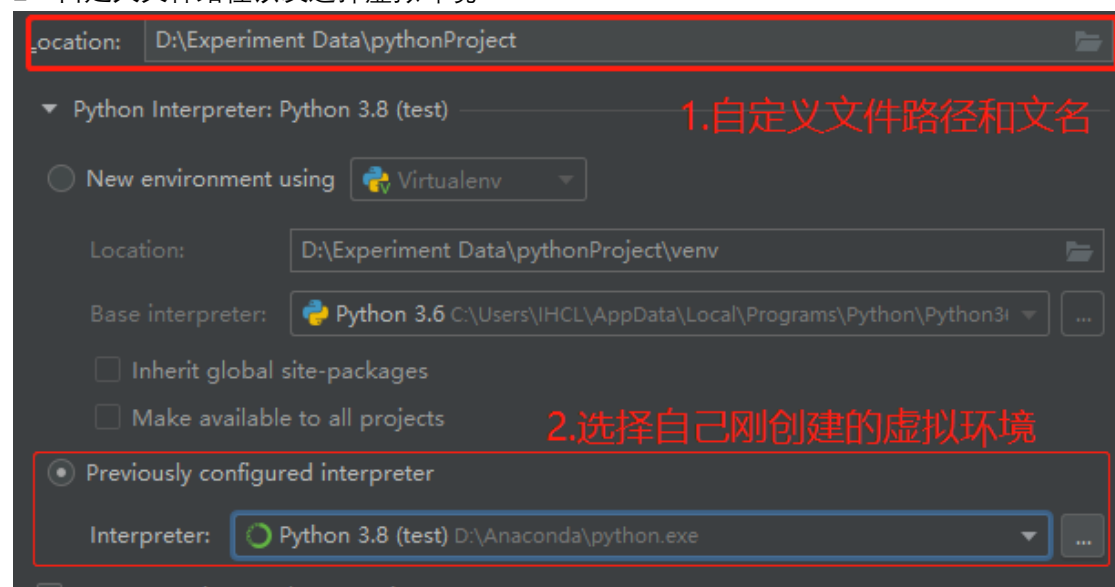 Location:
D:\Experiment Data\pythonProject
Python Interpreter: Python 3.8 (test)
1.自定义文件路径和文名
New environment using
Virtualenv
Location:
D:\Experiment Data\pythonProject\venv
Base interpreter:
Python 3.6 C:\Users\IHCL\AppData\Local\Programs\Python\Python3
...
Inherit global site-packages
Make available to all projects
2.选择自己刚创建的虚拟环境
Previously configured interpreter
Interpreter:
Python 3.8 (test) D:\Anaconda\python.exe
...